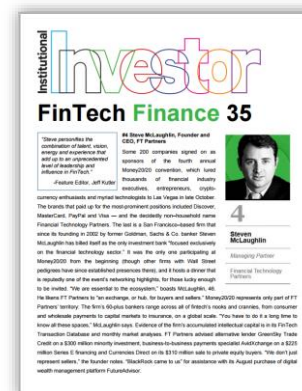 Institutional
Investor
FinTech Finance 35
"Steve personifies the
combination of talent, vision,
energy and experience that
add up to an unprecedented
level of leadership and
influence in FinTech."
-Feature Editor, Jeff Kutler
#4 Steve McLaughlin, Founder and
CEO, FT Partners
Some 200 companies signed on as
sponsors of the fourth annual
Money20/20 convention, which lured
thousands of financial industry
executives, entrepreneurs, crypto-
currency enthusiasts and myriad technologists to Las Vegas in late October.
The brands that paid up for the most-prominent positions included Discover,
MasterCard, PayPal and Visa — and the decidedly non-household name
Financial Technology Partners. The last is a San Francisco-based firm that
since its founding in 2002 by former Goldman, Sachs & Co. banker Steven
McLaughlin has billed itself as the only investment bank "focused exclusively
on the financial technology sector." It was the only one participating at
Money20/20 from the beginning (though other firms with Wall Street
pedigrees have since established presences there), and it hosts a dinner that
is reputedly one of the event's networking highlights, for those lucky enough
to be invited. "We are essential to the ecosystem," boasts McLaughlin, 46.
He likens FT Partners to "an exchange, or hub, for buyers and sellers." Money20/20 represents only part of FT
Partners' territory. The firm's 60-plus bankers range across all of fintech's nooks and crannies, from consumer
and wholesale payments to capital markets to insurance, on a global scale. "You have to do it a long time to
know all these spaces," McLaughlin says. Evidence of the firm's accumulated intellectual capital is in its FinTech
Transaction Database and monthly market analyses. FT Partners advised alternative lender GreenSky Trade
Credit on a $300 million minority investment, business-to-business payments specialist AvidXchange on a $225
million Series E financing and Currencies Direct on its $310 million sale to private equity buyers. "We don't just
represent sellers," the founder notes. "BlackRock came to us" for assistance with its August purchase of digital
wealth management platform FutureAdvisor.
4
Steven
McLaughlin
Managing Partner
Financial Technology
Partners